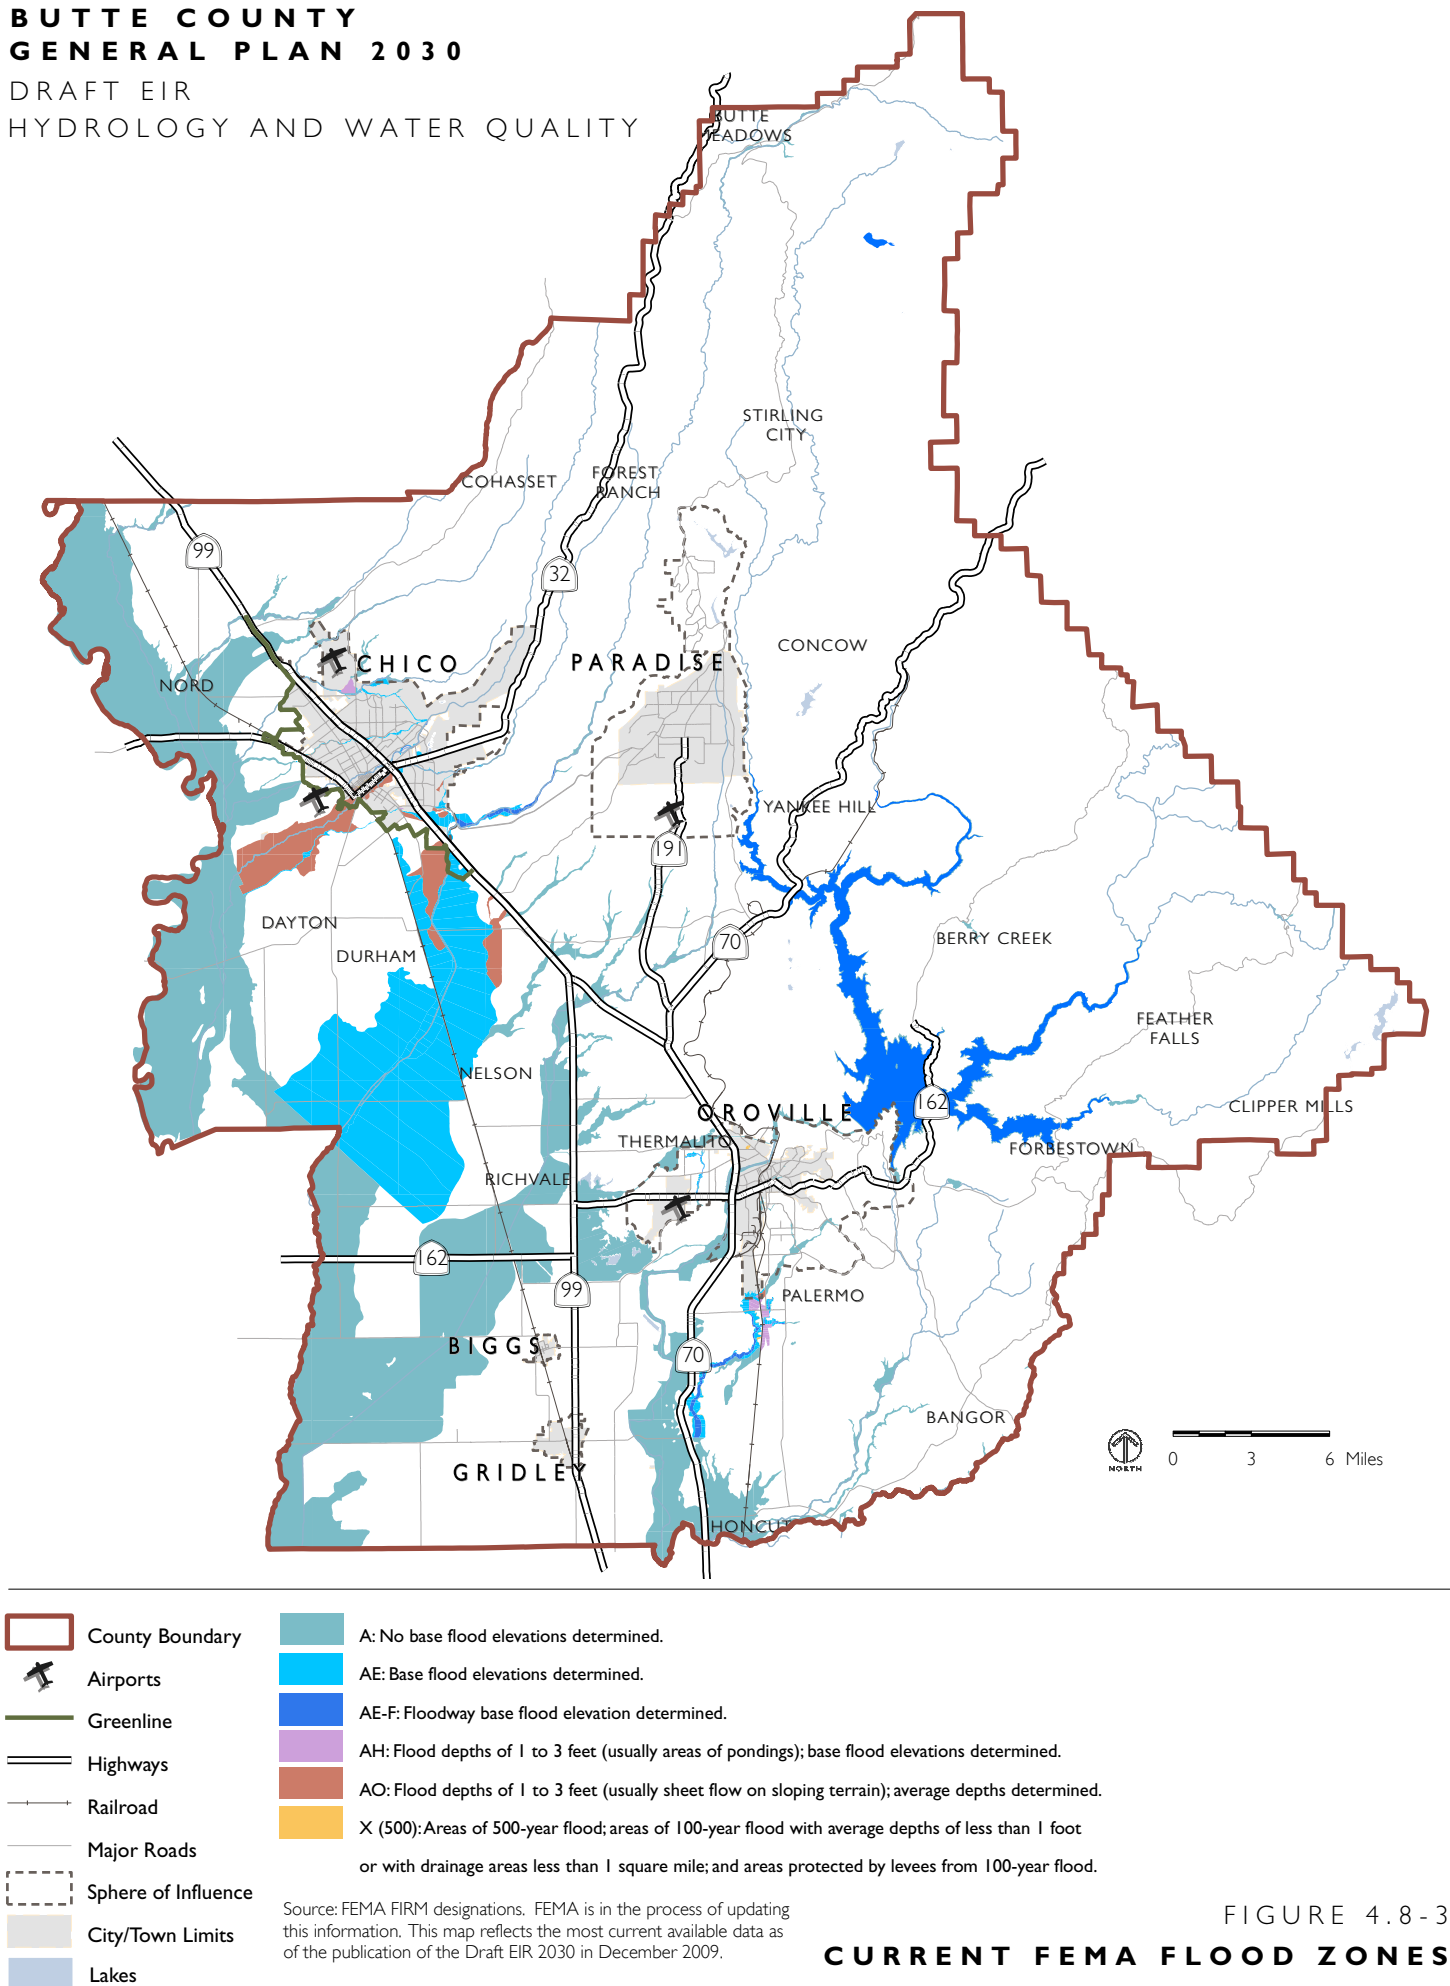 BUTTE COUNTY
GENERAL PLAN 2030
DRAFT EIR
HYDROLOGY AND WATER QUALITY
BUTTE
MEADOWS
STIRLING
CITY
COHASSET
FOREST
RANCH
99
32
CONCOW
CHICO
PARADISE
NORD
YANKEE HILL
191
DAYTON
DURHAM
70
BERRY CREEK
FEATHER
FALLS
NELSON
OROVILLE
162
CLIPPER MILLS
THERMALITO
FORBESTOWN
RICHVALE
162
99
PALERMO
BIGGS
70
BANGOR
GRIDLEY
HONCUT
NORTH
0 3 6 Miles
County Boundary
Airports
Greenline
Highways
Railroad
Major Roads
Sphere of Influence
City/Town Limits
Lakes
A: No base flood elevations determined.
AE: Base flood elevations determined.
AE-F: Floodway base flood elevation determined.
AH: Flood depths of 1 to 3 feet (usually areas of pondings); base flood elevations determined.
AO: Flood depths of 1 to 3 feet (usually sheet flow on sloping terrain); average depths determined.
X (500): Areas of 500-year flood; areas of 100-year flood with average depths of less than 1 foot
or with drainage areas less than 1 square mile; and areas protected by levees from 100-year flood.
Source: FEMA FIRM designations. FEMA is in the process of updating
this information. This map reflects the most current available data as
of the publication of the Draft EIR 2030 in December 2009.
FIGURE 4.8-3
CURRENT FEMA FLOOD ZONES